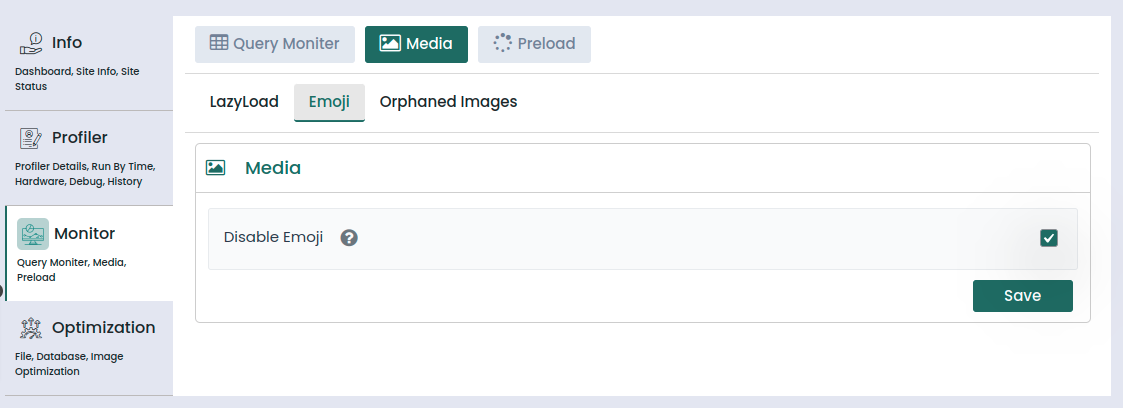 Info
Dashboard, Site Info, Site
Status
Profiler
Profiler Details, Run By Time,
Hardware, Debug, History
Monitor
Query Moniter, Media,
Preload
Optimization
File, Database, Image
Optimization
Query Moniter
Media
Preload
LazyLoad
Emoji
Orphaned Images
Media
Disable Emoji
?
Save